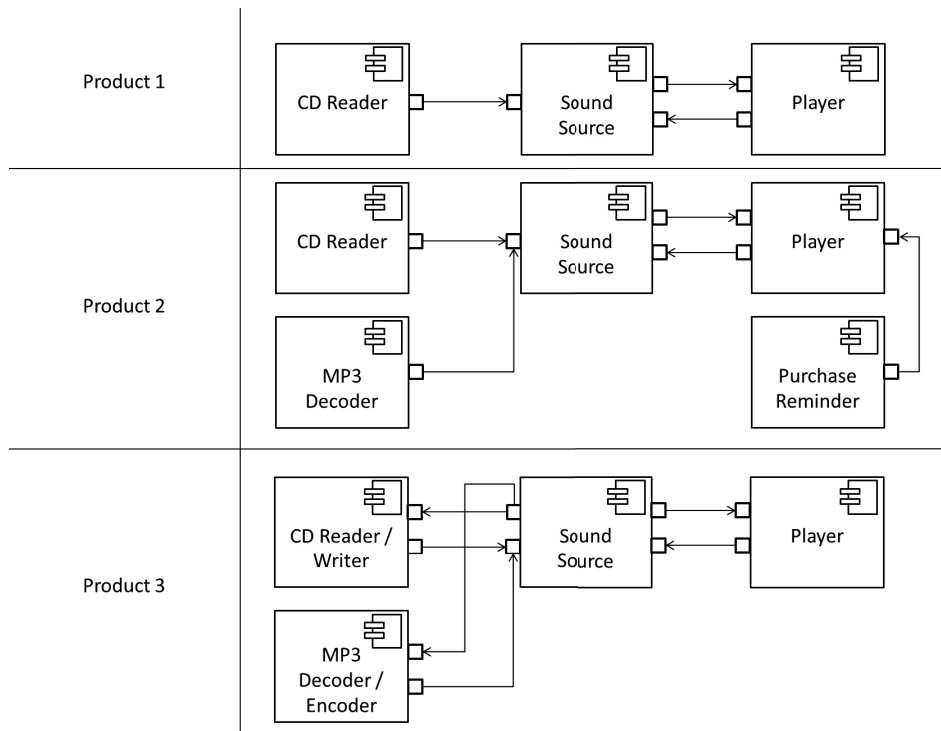 Product 1
CD Reader
Sound
Source
Player
Product 2
CD Reader
Sound
Source
Player
MP3
Decoder
Purchase
Reminder
Product 3
CD Reader /
Writer
Sound
Source
Player
MP3
Decoder /
Encoder